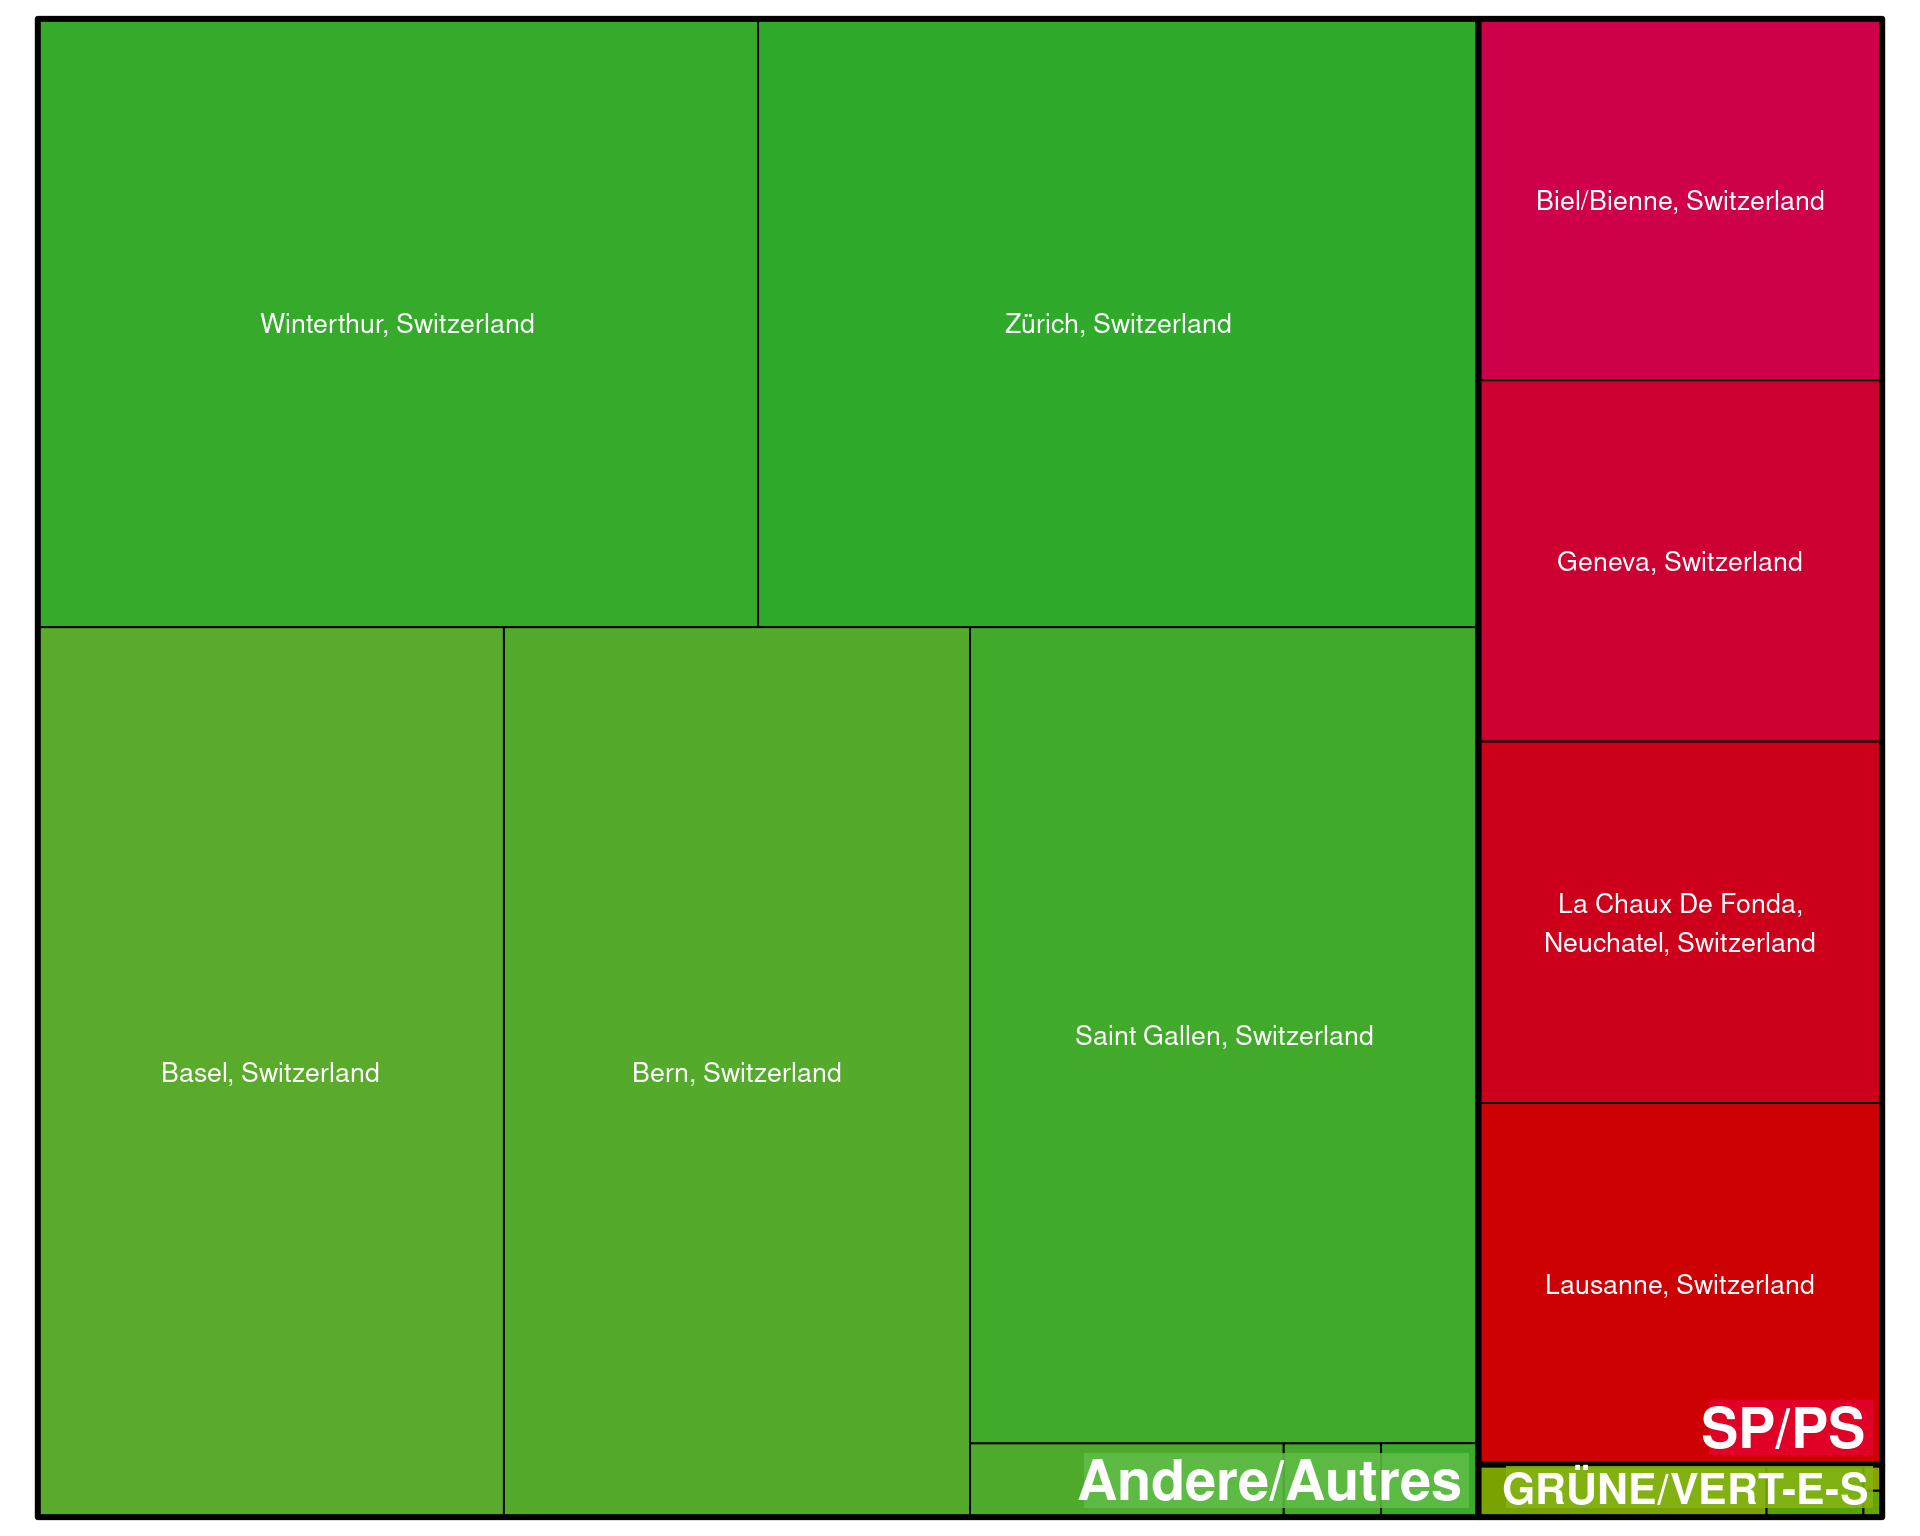 Winterthur, Switzerland
Zürich, Switzerland
Biel/Bienne, Switzerland
Geneva, Switzerland
La Chaux De Fonda,
Neuchatel, Switzerland
Basel, Switzerland
Bern, Switzerland
Saint Gallen, Switzerland
Lausanne, Switzerland
SP/PS
Andere/Autres
GRÜNE/VERT-E-S